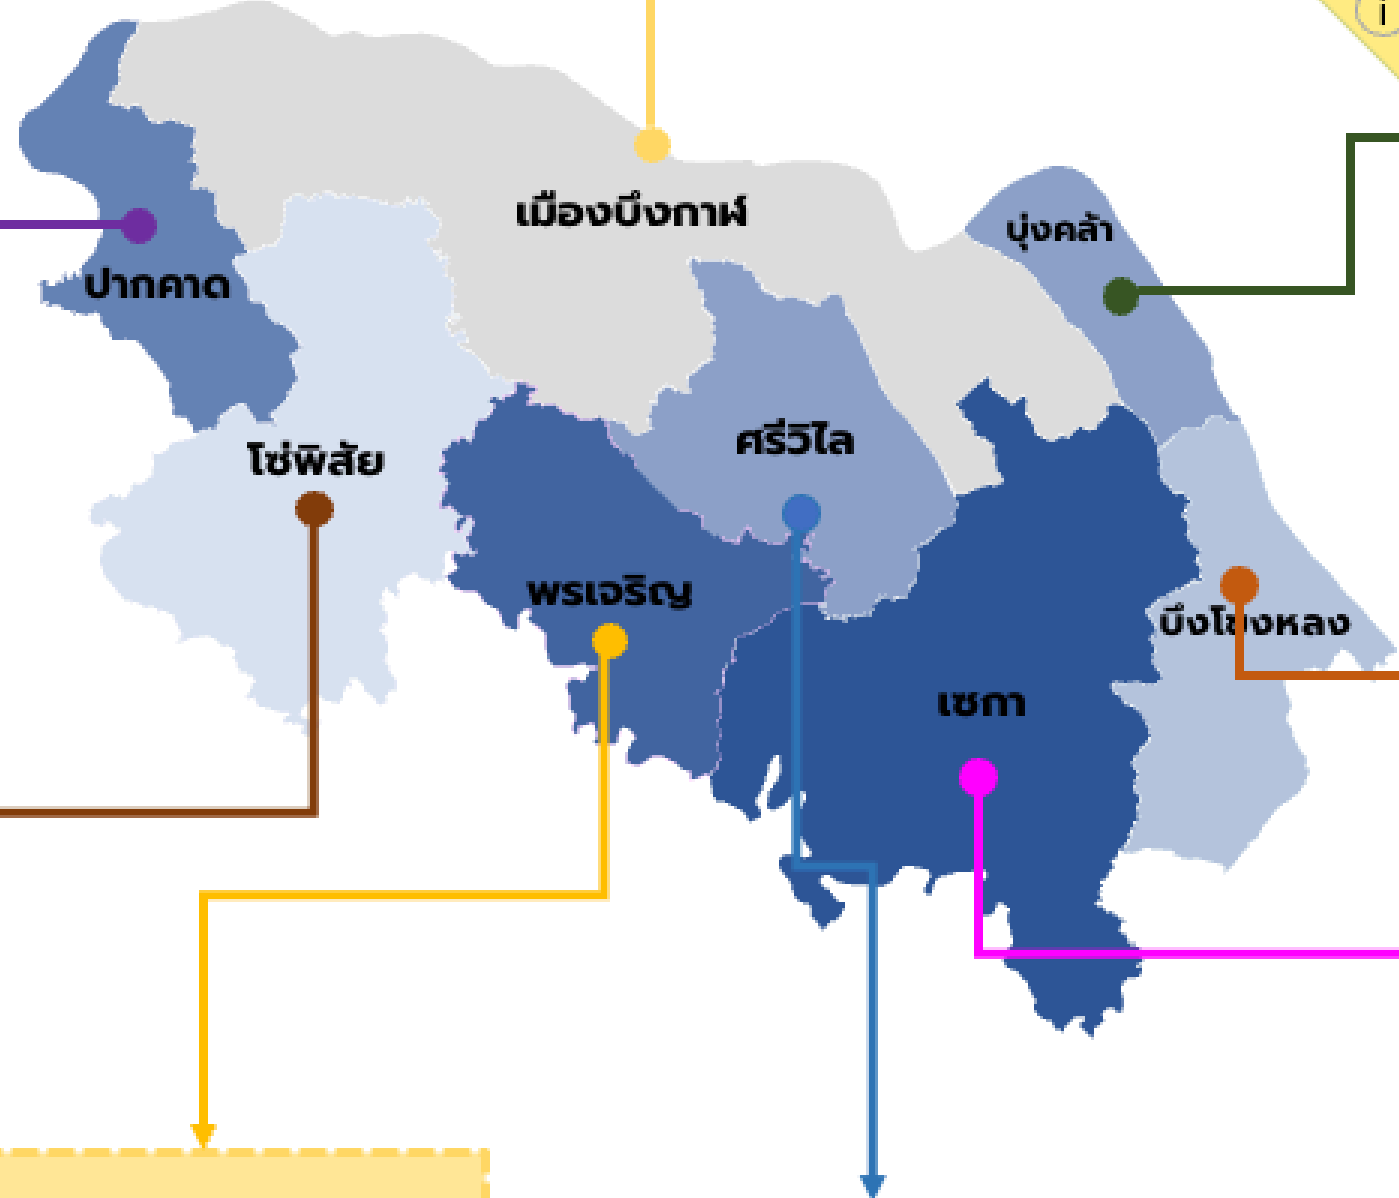 i
เมืองบึงกาฬ
บุ่งคล้า
ปากคาด
ศรีวิไล
โซ่พิสัย
พรเจริญ
บึงโขงหลง
เซกา